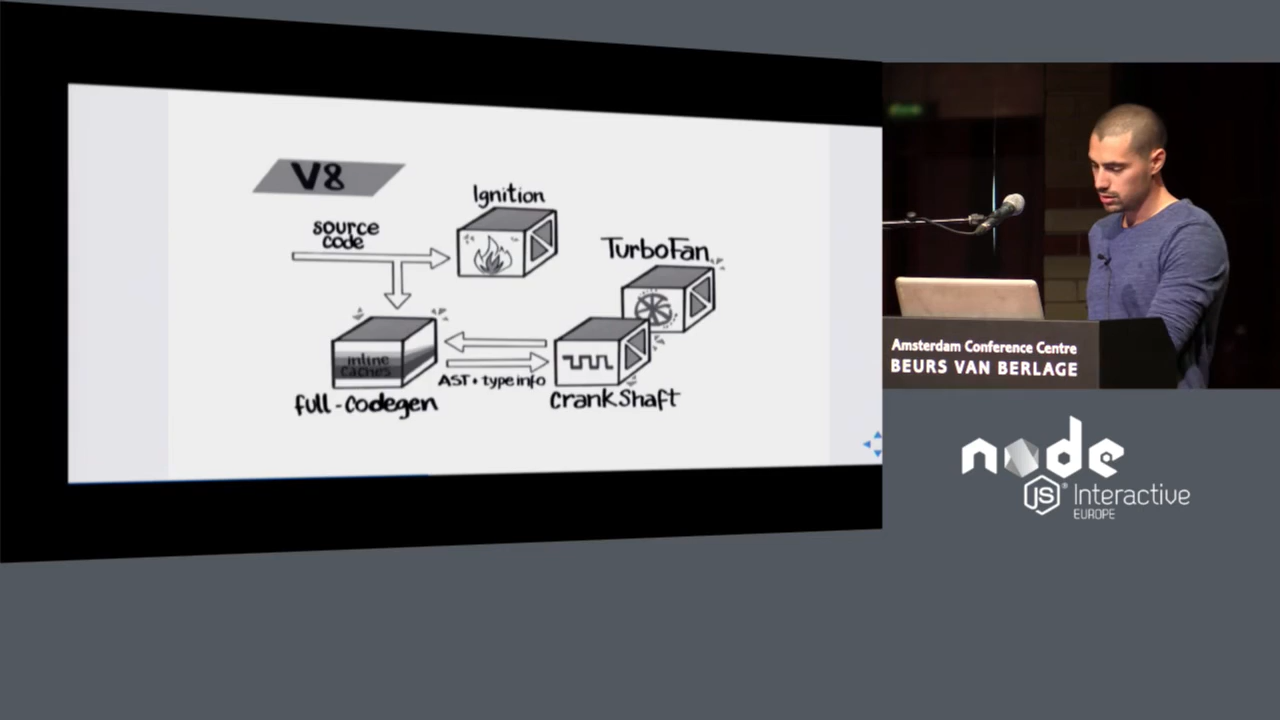 V8
Ignition
source
code
TurboFan
inline
caches
AST + type info
full-codegen
CrankShaft
Amsterdam Conference Centre
BEURS VAN BERLAGE
node
JS
Interactive
EUROPE